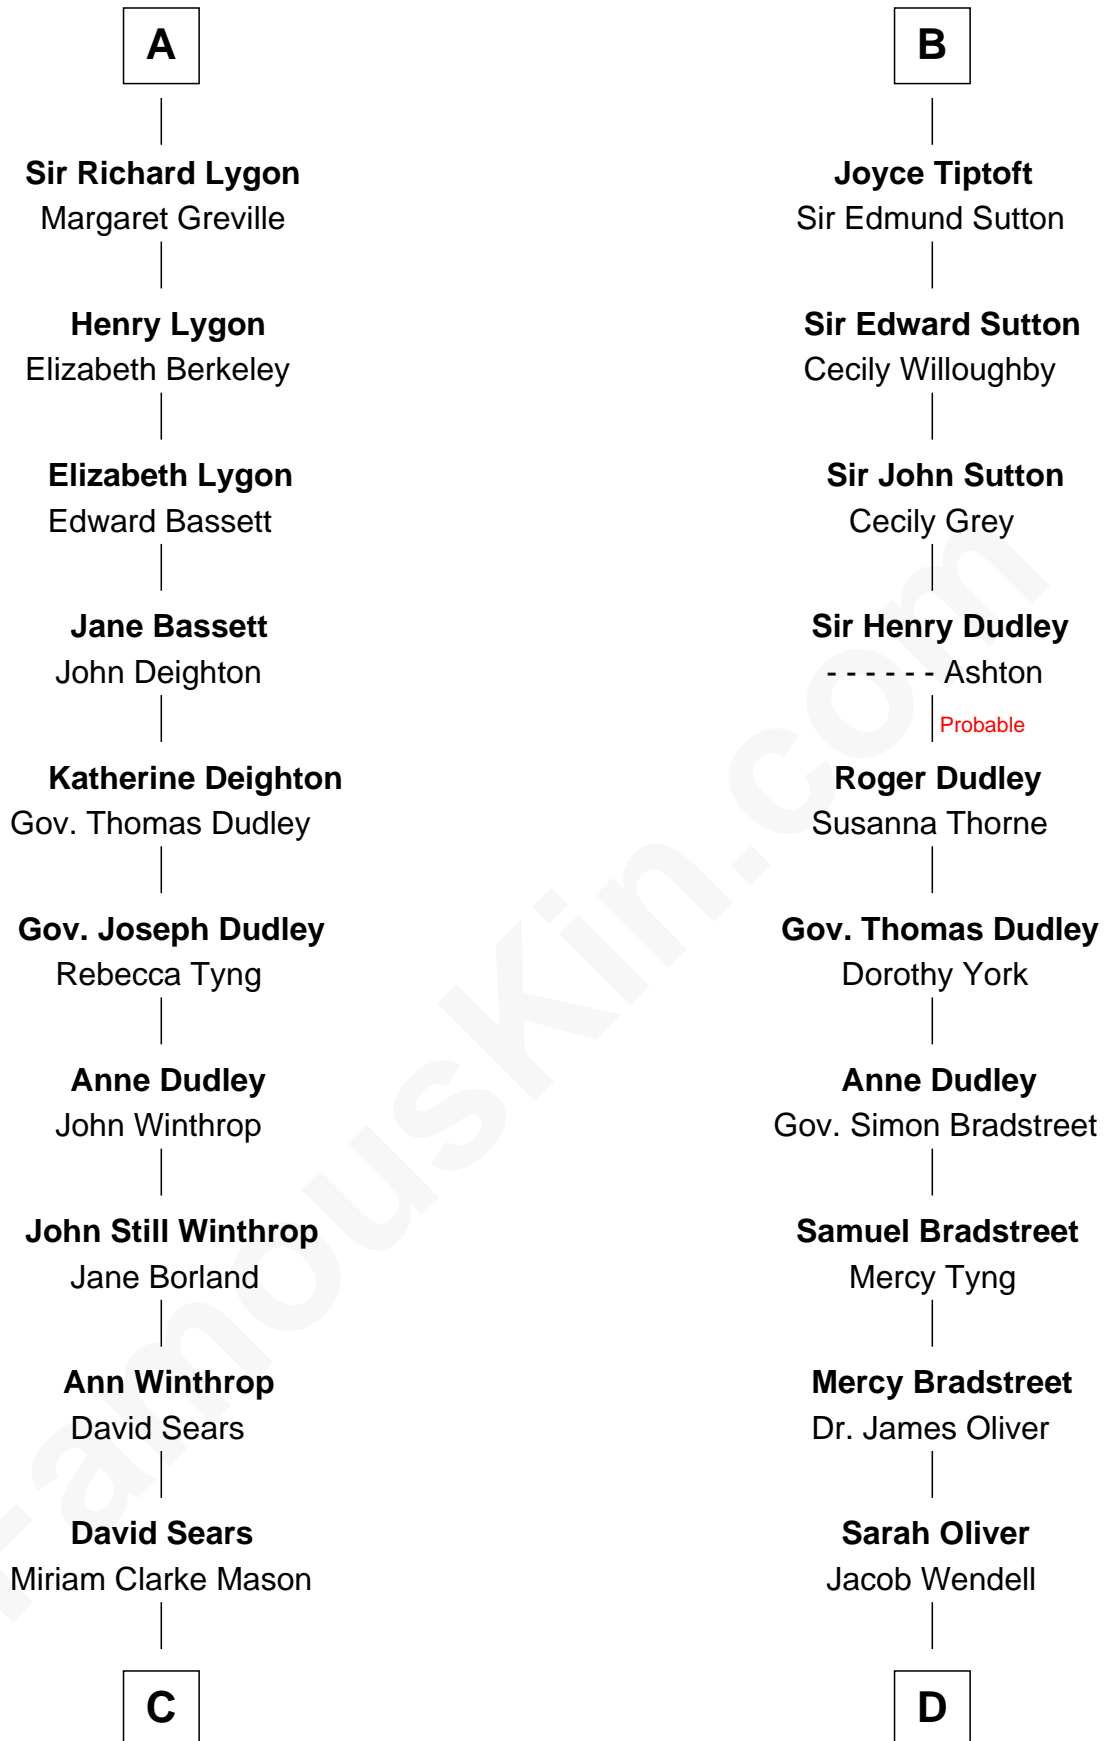 A
Sir Richard Lygon
Margaret Greville
Henry Lygon
Elizabeth Berkeley
Elizabeth Lygon
Edward Bassett
Jane Bassett
John Deighton
Katherine Deighton
Gov. Thomas Dudley
Gov. Joseph Dudley
Rebecca Tyng
Anne Dudley
John Winthrop
John Still Winthrop
Jane Borland
Ann Winthrop
David Sears
David Sears
Miriam Clarke Mason
C
B
Joyce Tiptoft
Sir Edmund Sutton
Sir Edward Sutton
Cecily Willoughby
Sir John Sutton
Cecily Grey
Sir Henry Dudley
- - - - - - Ashton
Probable
Roger Dudley
Susanna Thorne
Gov. Thomas Dudley
Dorothy York
Anne Dudley
Gov. Simon Bradstreet
Samuel Bradstreet
Mercy Tyng
Mercy Bradstreet
Dr. James Oliver
Sarah Oliver
Jacob Wendell
D
FamousKin.com